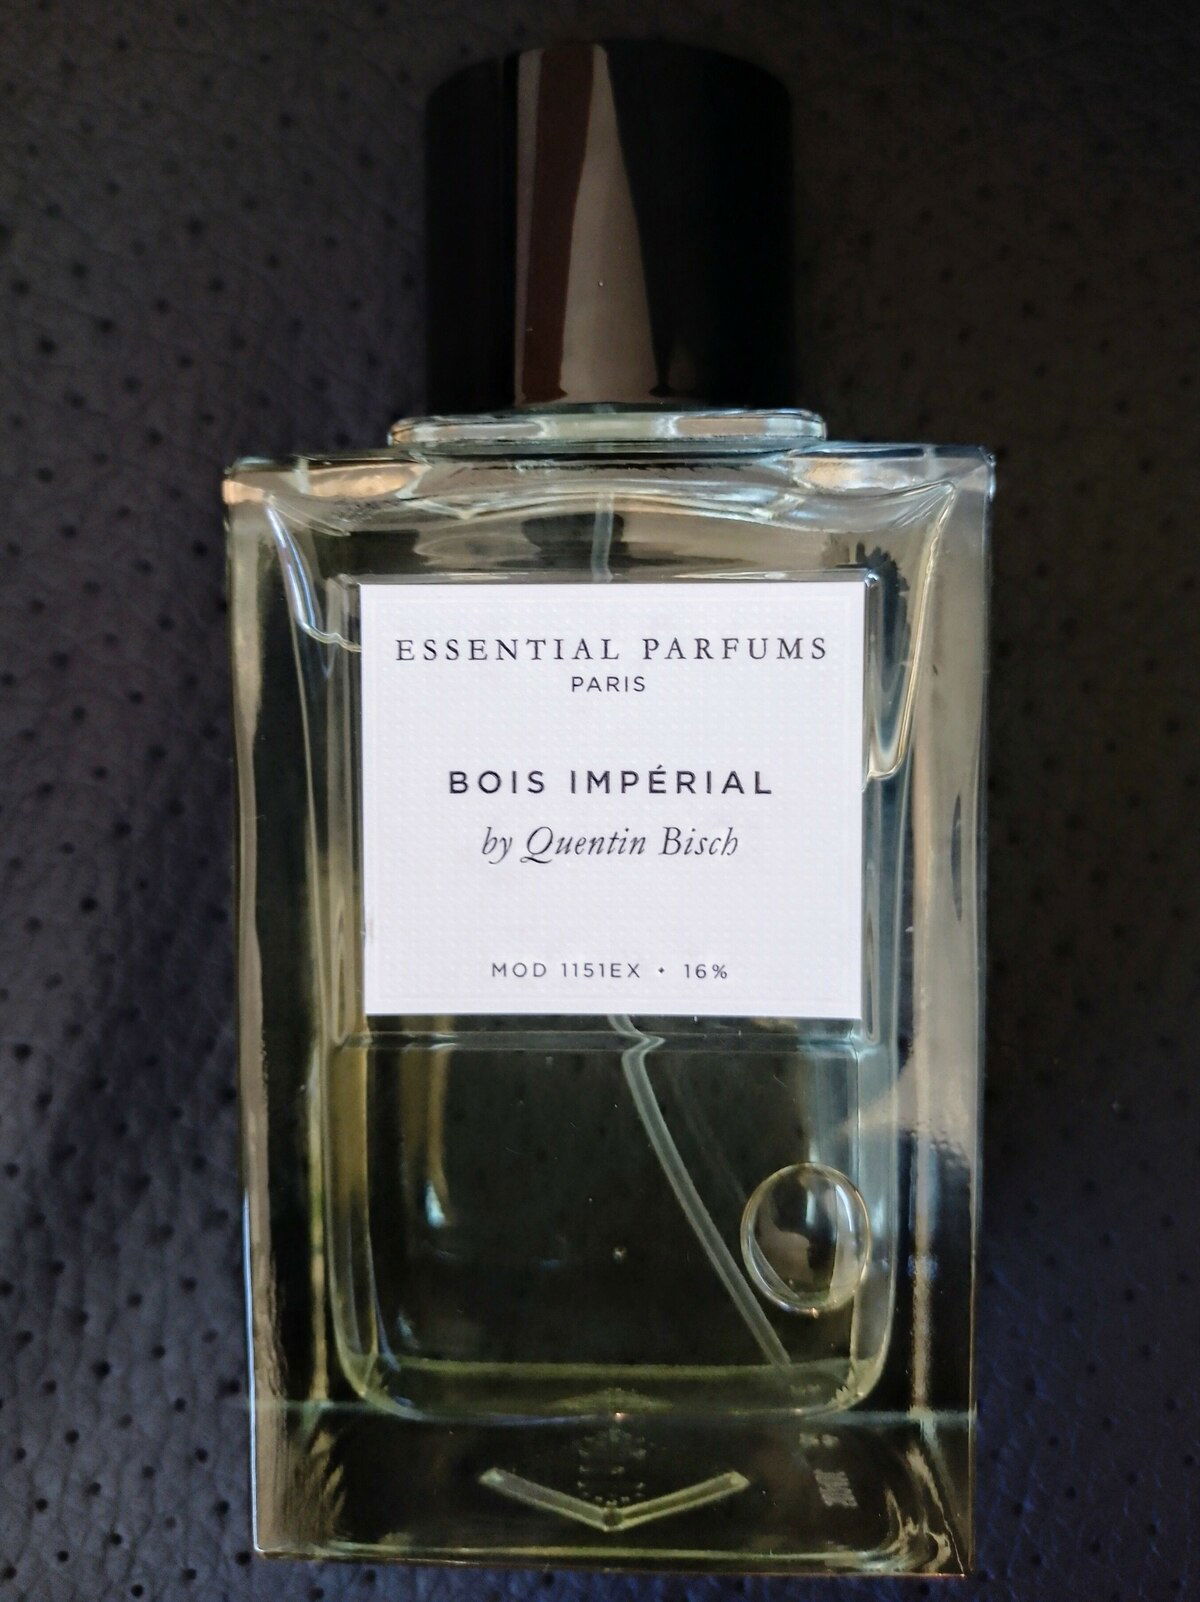 ESSENTIAL PARFUMS
PARIS
BOIS IMPÉRIAL
by Quentin Bisch
MOD 1151EX • 16%